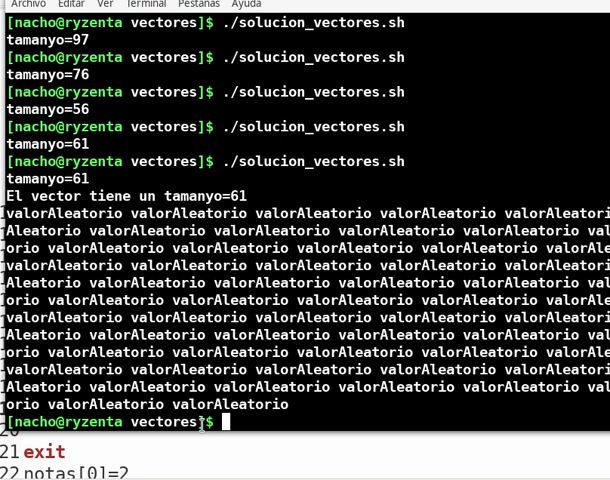 Archivo Editar Ver Terminal Pestañas Ayuda
[nacho@ryzenta vectores]$ ./solucion_vectores.sh
tamanyo=97
[nacho@ryzenta vectores]$ ./solucion_vectores.sh
tamanyo=76
[nacho@ryzenta vectores]$ ./solucion_vectores.sh
tamanyo=56
[nacho@ryzenta vectores]$ ./solucion_vectores.sh
tamanyo=61
[nacho@ryzenta vectores]$ ./solucion_vectores.sh
tamanyo=61
El vector tiene un tamanyo=61
valorAleatorio valorAleatorio valorAleatorio valorAleatorio valorAleatori
Aleatorio valorAleatorio valorAleatorio valorAleatorio valorAleatorio val
orio valorAleatorio valorAleatorio valorAleatorio valorAleatorio valorAle
valorAleatorio valorAleatorio valorAleatorio valorAleatorio valorAleatori
Aleatorio valorAleatorio valorAleatorio valorAleatorio valorAleatorio val
orio valorAleatorio valorAleatorio valorAleatorio valorAleatorio valorAle
valorAleatorio valorAleatorio valorAleatorio valorAleatorio valorAleatori
Aleatorio valorAleatorio valorAleatorio valorAleatorio valorAleatorio val
orio valorAleatorio valorAleatorio valorAleatorio valorAleatorio valorAle
valorAleatorio valorAleatorio valorAleatorio valorAleatorio valorAleatori
Aleatorio valorAleatorio valorAleatorio valorAleatorio valorAleatorio val
orio valorAleatorio valorAleatorio
[nacho@ryzenta vectores]$
20
21 exit
22 notas[0]=2